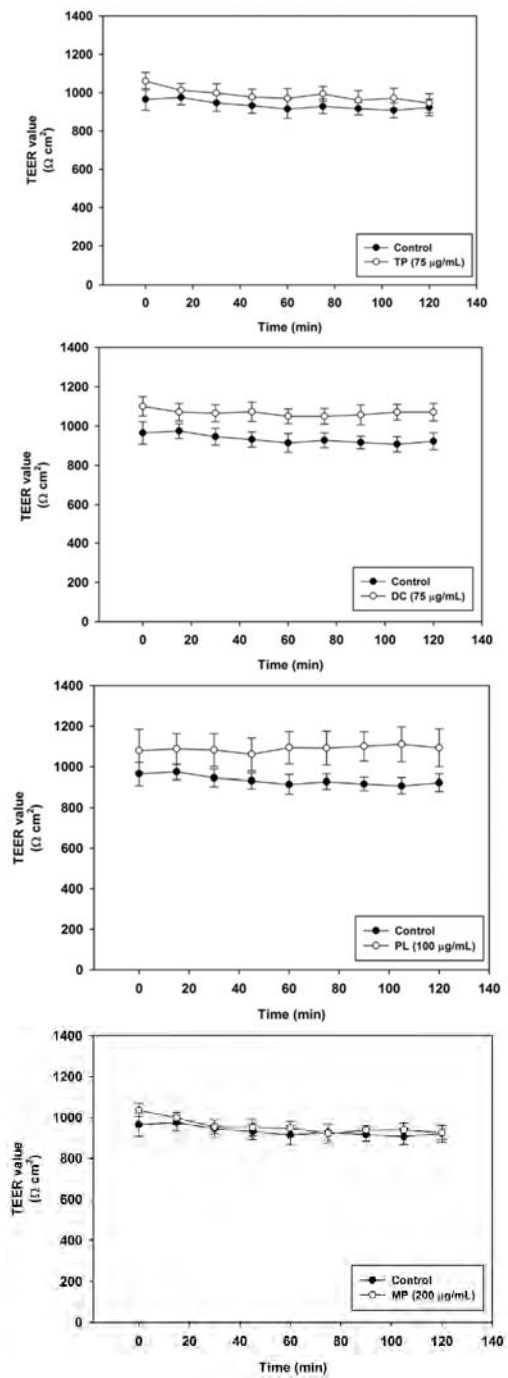 1400
1200
1000
800
600
400
200
0
TEER value
(Ω cm²)
Control
TP (75 μg/mL)
0 20 40 60 80 100 120 140
Time (min)
1400
1200
1000
800
600
400
200
0
TEER value
(Ω cm²)
Control
DC (75 μg/mL)
0 20 40 60 80 100 120 140
Time (min)
1400
1200
1000
800
600
400
200
0
TEER value
(Ω cm²)
Control
PL (100 μg/mL)
0 20 40 60 80 100 120 140
Time (min)
1400
1200
1000
800
600
400
200
0
TEER value
(Ω cm²)
Control
MP (200 μg/mL)
0 20 40 60 80 100 120 140
Time (min)